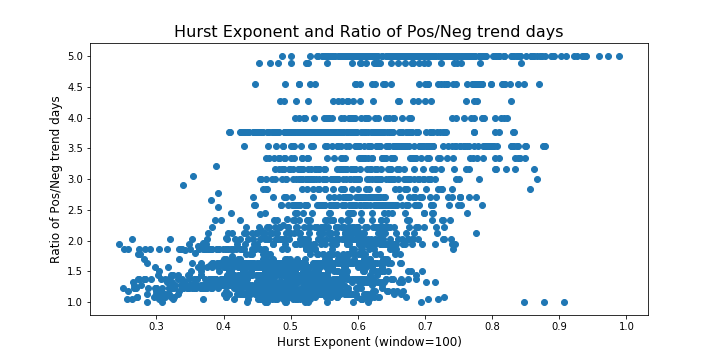 Hurst Exponent and Ratio of Pos/Neg trend days
Ratio of Pos/Neg trend days
5.0
4.5
4.0
3.5
3.0
2.5
2.0
1.5
1.0
0.3 0.4 0.5 0.6 0.7 0.8 0.9 1.0
Hurst Exponent (window=100)